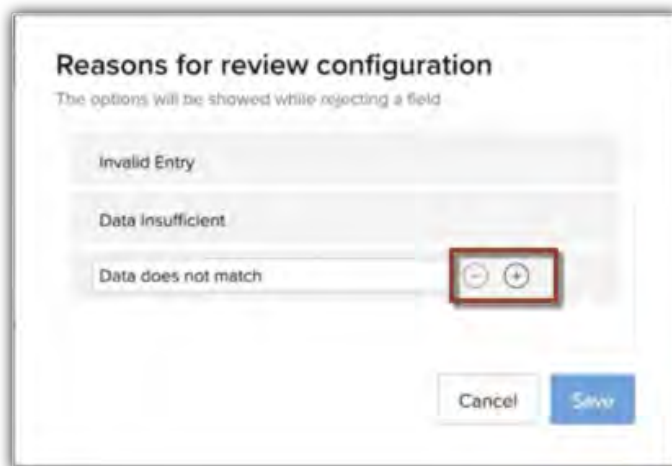 Reasons for review configuration
The options will be showed while rejecting a field
Invalid Entry
Data Insufficient
Data does not match
Cancel
Save